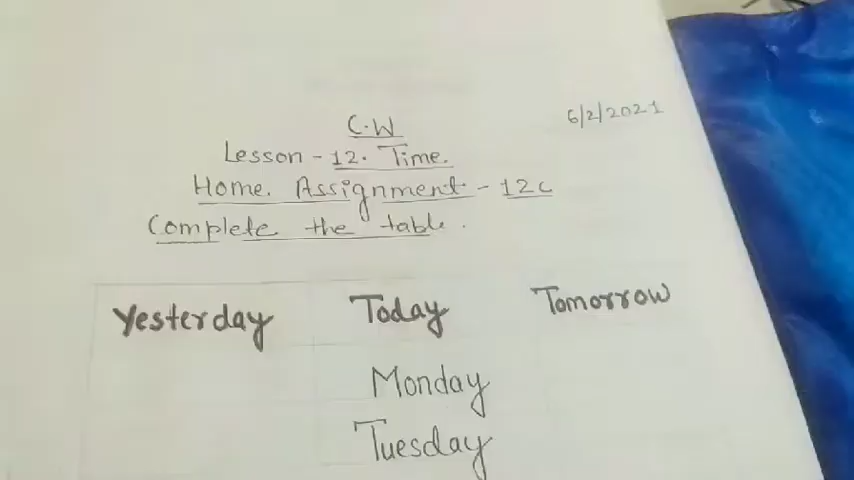 C.W
6/2/2021
Lesson - 12. Time.
Home. Assignment - 12c
Complete the table.
Yesterday Today Tomorrow
Monday
Tuesday